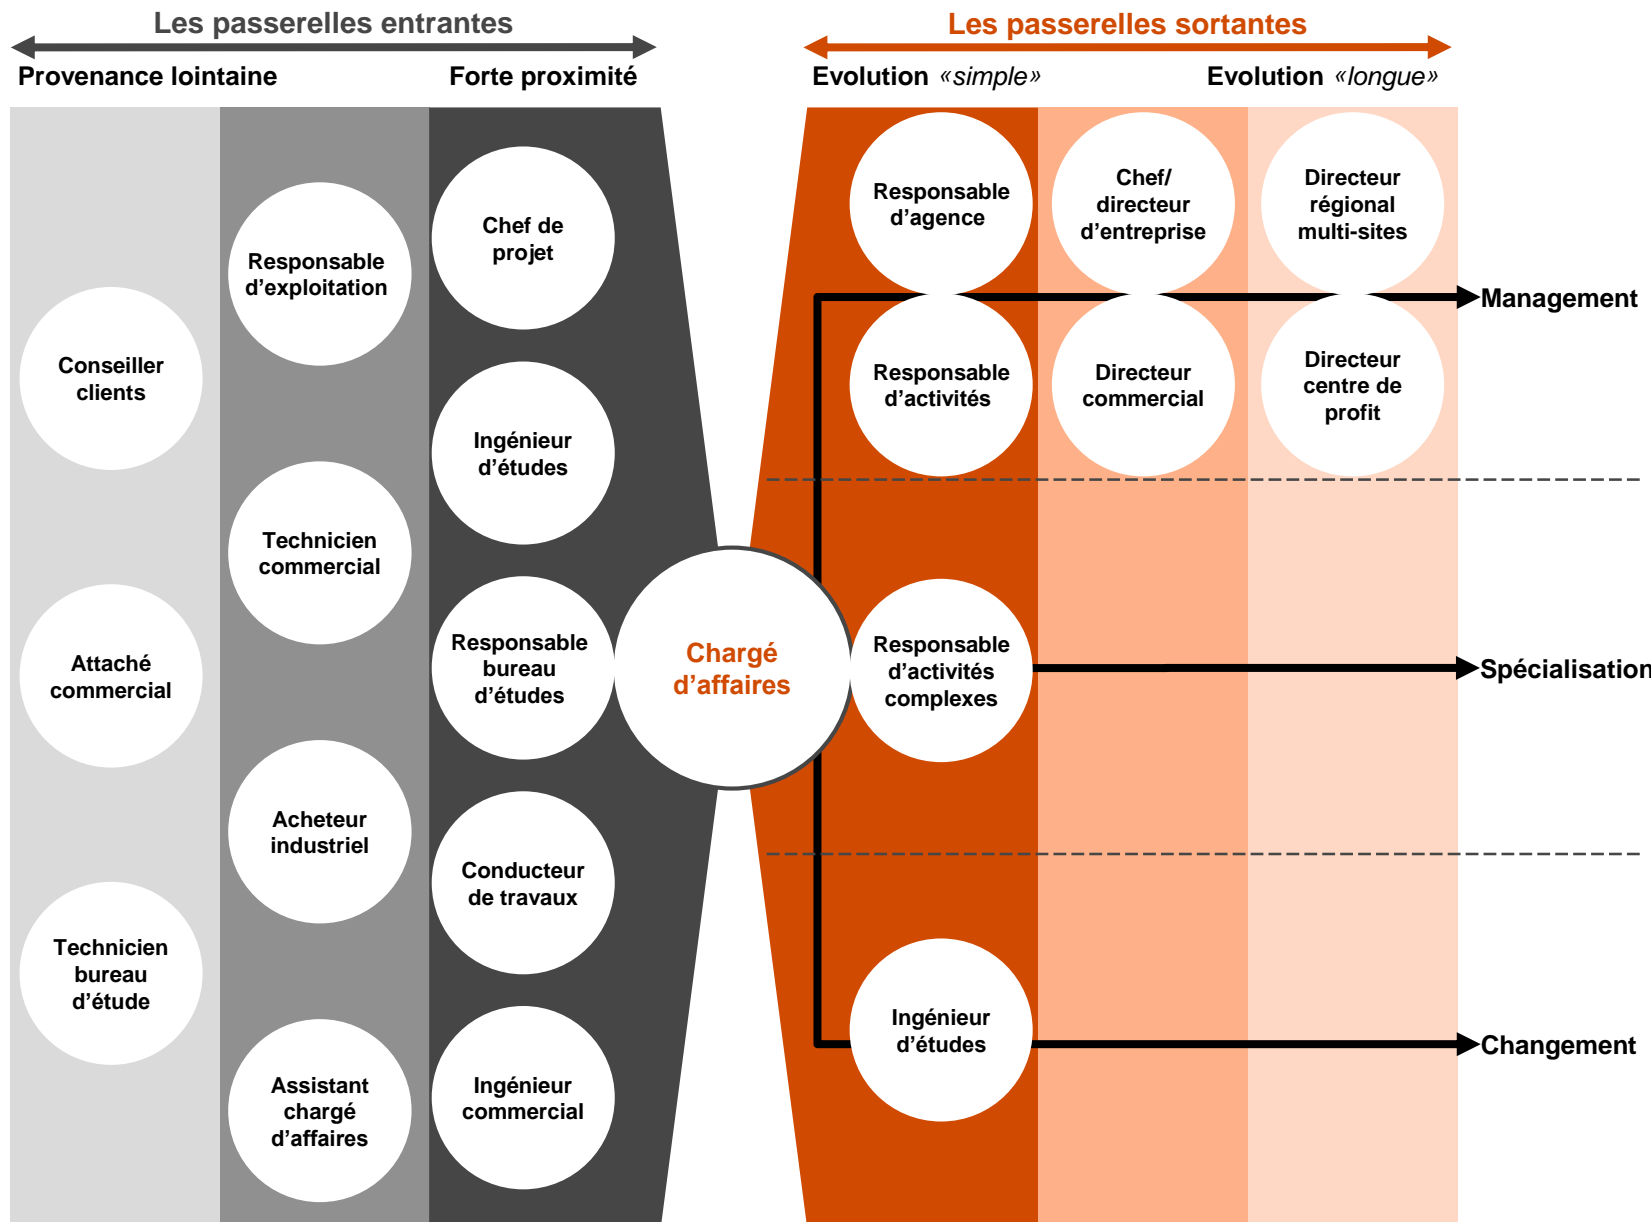 Les passerelles entrantes
Provenance lointaine
Forte proximité
Conseiller
clients
Attaché
commercial
Technicien
bureau
d’étude
Responsable
d’exploitation
Technicien
commercial
Acheteur
industriel
Assistant
chargé
d’affaires
Chef de
projet
Ingénieur
d’études
Responsable
bureau
d’études
Conducteur
de travaux
Ingénieur
commercial
Chargé
d’affaires
Les passerelles sortantes
Evolution «simple»
Evolution «longue»
Responsable
d’agence
Chef/
directeur
d’entreprise
Directeur
régional
multi-sites
Responsable
d’activités
Directeur
commercial
Directeur
centre de
profit
Management
Responsable
d’activités
complexes
Spécialisation
Ingénieur
d’études
Changement